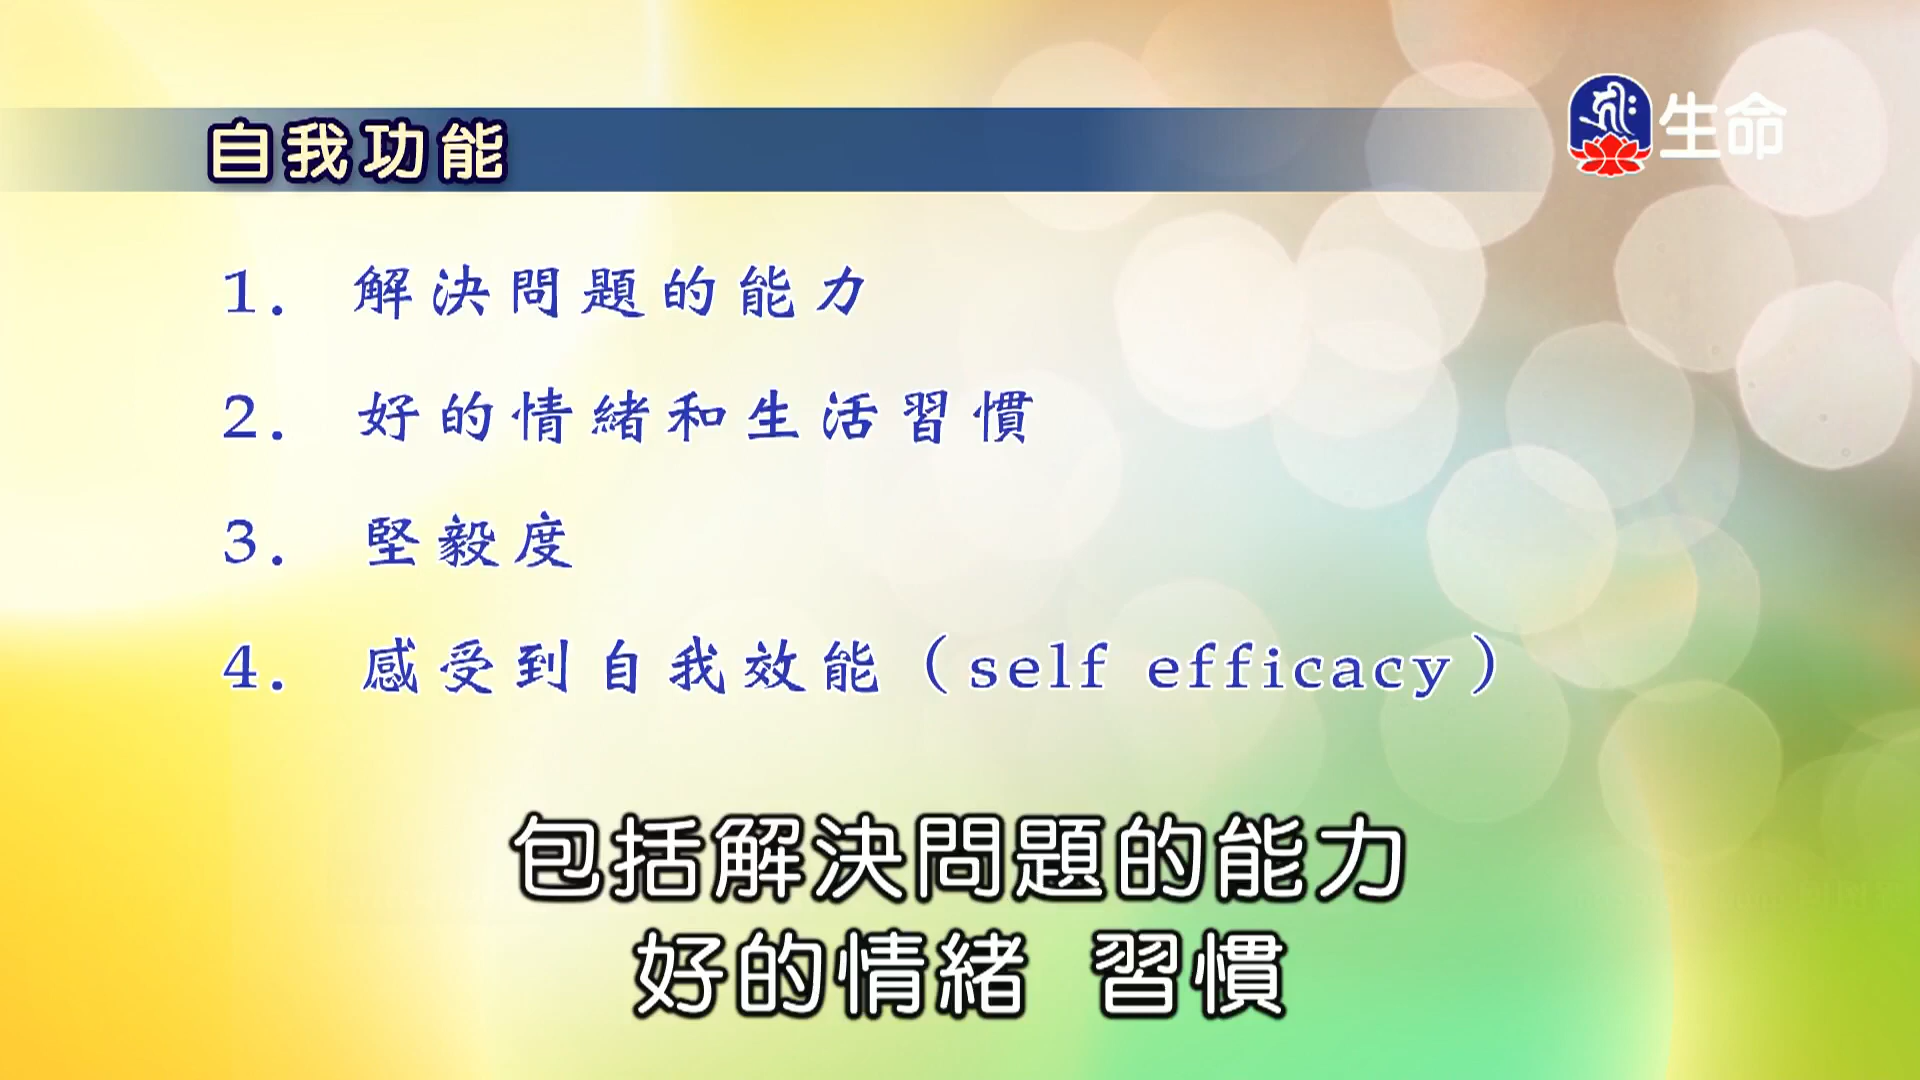 自我功能
生命
1. 解決問題的能力
2. 好的情緒和生活習慣
3. 堅毅度
4. 感受到自我效能（self efficacy）
包括解決問題的能力
好的情緒 習慣